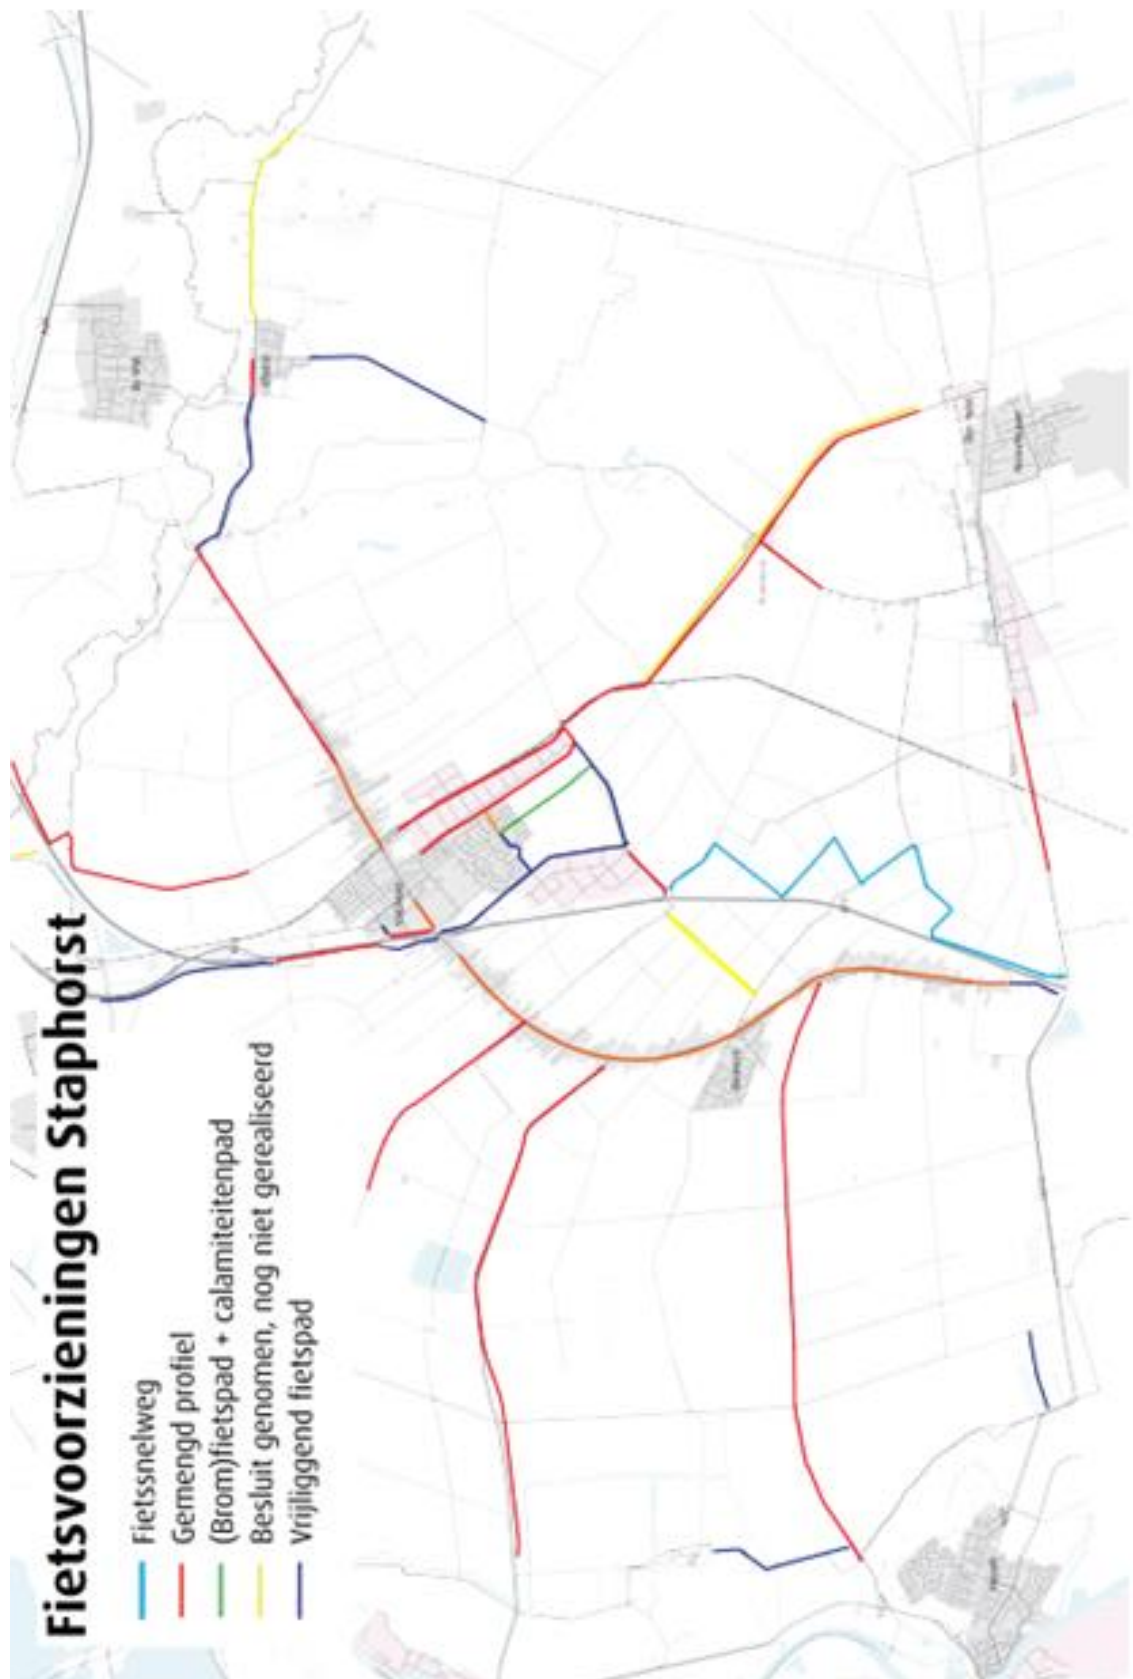 Fietsvoorzieningen Staphorst
Fietssnelweg
Gemengd profiel
(Brom)fietspad + calamiteitenpad
Besluit genomen, nog niet gerealiseerd
Vrijliggend fietspad